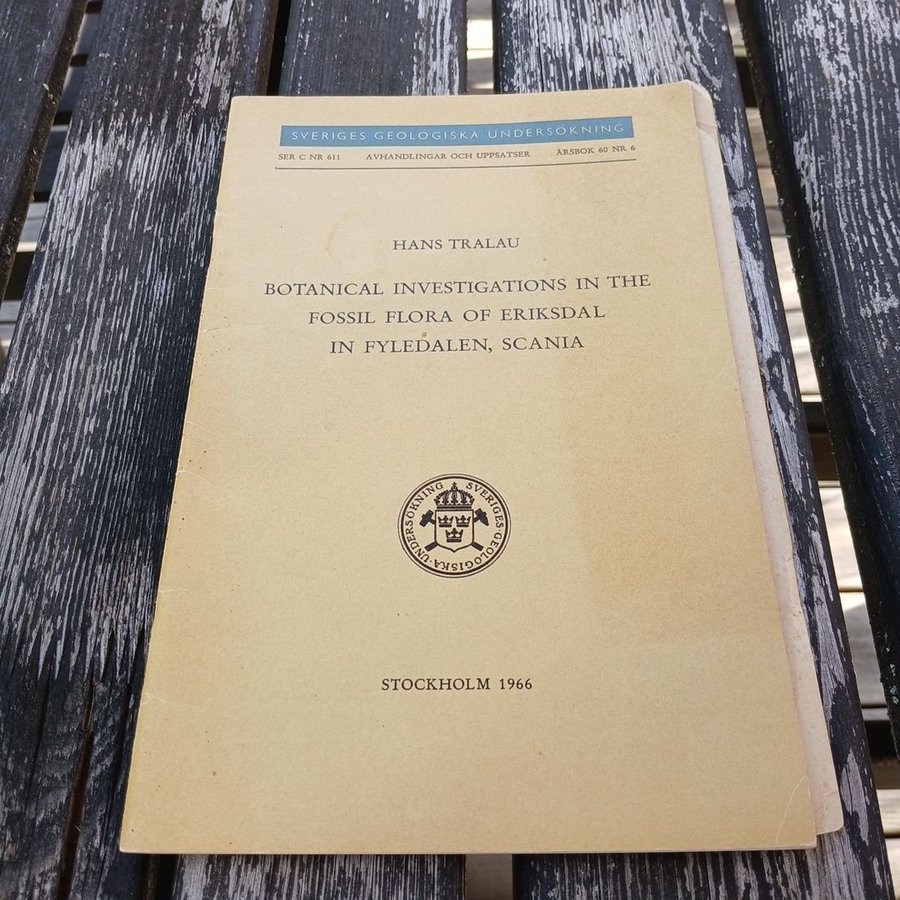 SVERIGES GEOLOGISKA UNDERSÖKNING
SER C NR 611 AVHANDLINGAR OCH UPPSATSER ÅRSBOK 60 NR 6
HANS TRALAU
BOTANICAL INVESTIGATIONS IN THE
FOSSIL FLORA OF ERIKSDAL
IN FYLEDALEN, SCANIA
SVERIGES·GEOLOGISKA·UNDERSÖKNING
STOCKHOLM 1966